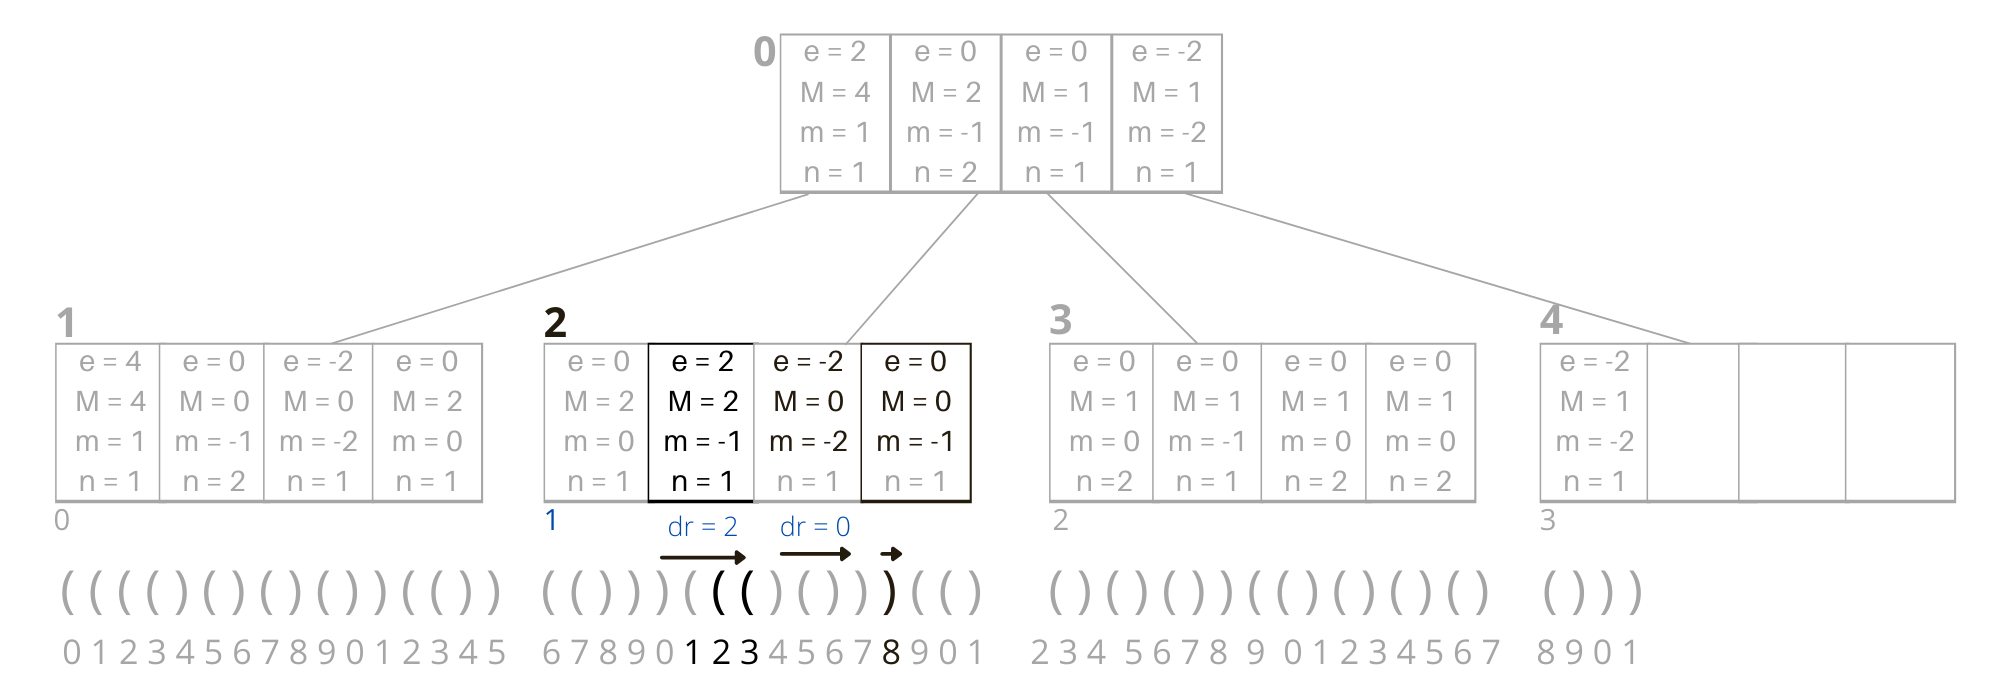 0 e = 2 e = 0 e = 0 e = -2
M = 4 M = 2 M = 1 M = 1
m = 1 m = -1 m = -1 m = -2
n = 1 n = 2 n = 1 n = 1
1 2 3 4
e = 4 e = 0 e = -2 e = 0 e = 0 e = 2 e = -2 e = 0 e = 0 e = 0 e = 0 e = 0 e = -2
M = 4 M = 0 M = 0 M = 2 M = 2 M = 2 M = 0 M = 0 M = 1 M = 1 M = 1 M = 1 M = 1
m = 1 m = -1 m = -2 m = 0 m = 0 m = -1 m = -2 m = -1 m = 0 m = -1 m = 0 m = 0 m = -2
n = 1 n = 2 n = 1 n = 1 n = 1 n = 1 n = 1 n = 1 n =2 n = 1 n = 2 n = 2 n = 1
0 1 dr = 2 dr = 0 2 3
( ( ( ( ) ( ) ( ) ( ) ) ( ( ) ) ( ( ) ) ) ( ( ( ) ( ) ) ) ( ( ) ( ) ( ) ( ) ) ( ( ) ( ) ( ) ( ) ( ) ) )
0 1 2 3 4 5 6 7 8 9 0 1 2 3 4 5 6 7 8 9 0 1 2 3 4 5 6 7 8 9 0 1 2 3 4 5 6 7 8 9 0 1 2 3 4 5 6 7 8 9 0 1